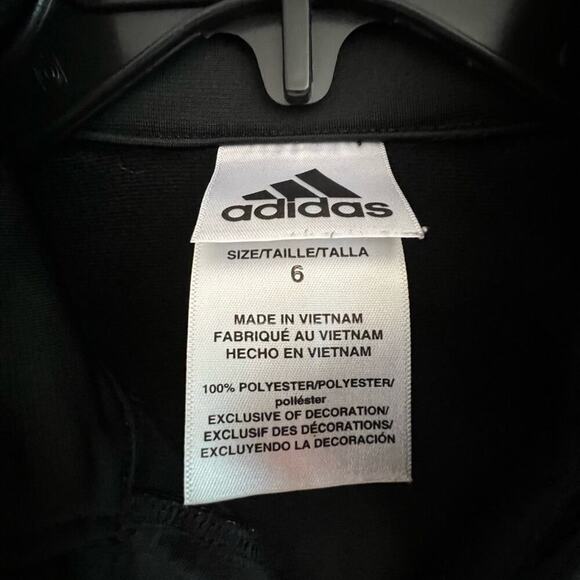 adidas
SIZE/TAILLE/TALLA
6
MADE IN VIETNAM
FABRIQUÉ AU VIETNAM
HECHO EN VIETNAM
100% POLYESTER/POLYESTER/
poliéster
EXCLUSIVE OF DECORATION/
EXCLUSIF DES DÉCORATIONS/
EXCLUYENDO LA DECORACIÓN